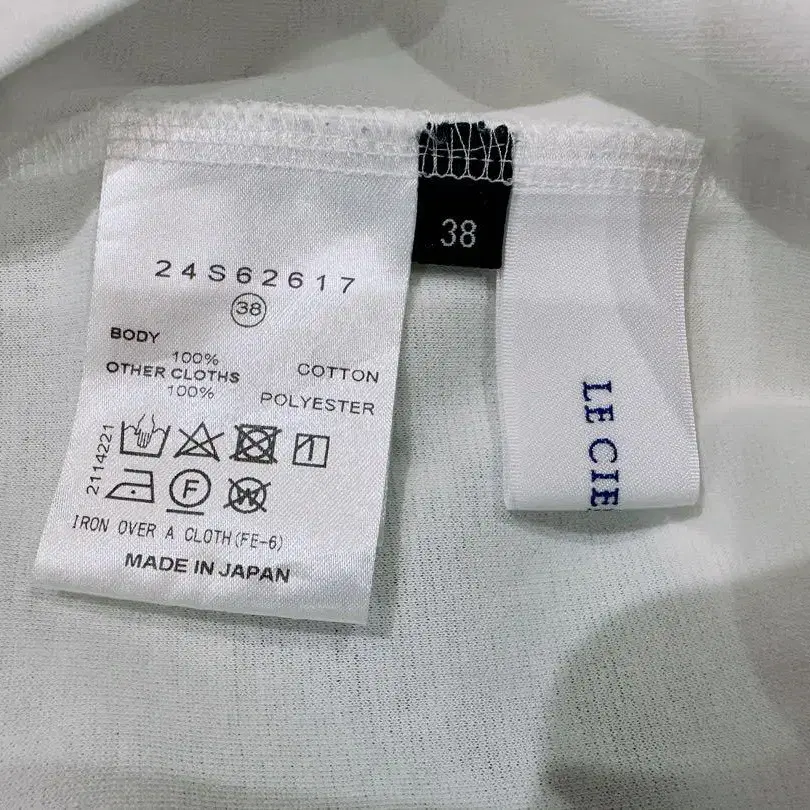 24S62617
38
BODY
100% COTTON
OTHER CLOTHS
100% POLYESTER
2114221
F
W
IRON OVER A CLOTH(FE-6)
MADE IN JAPAN
38
LE CIE